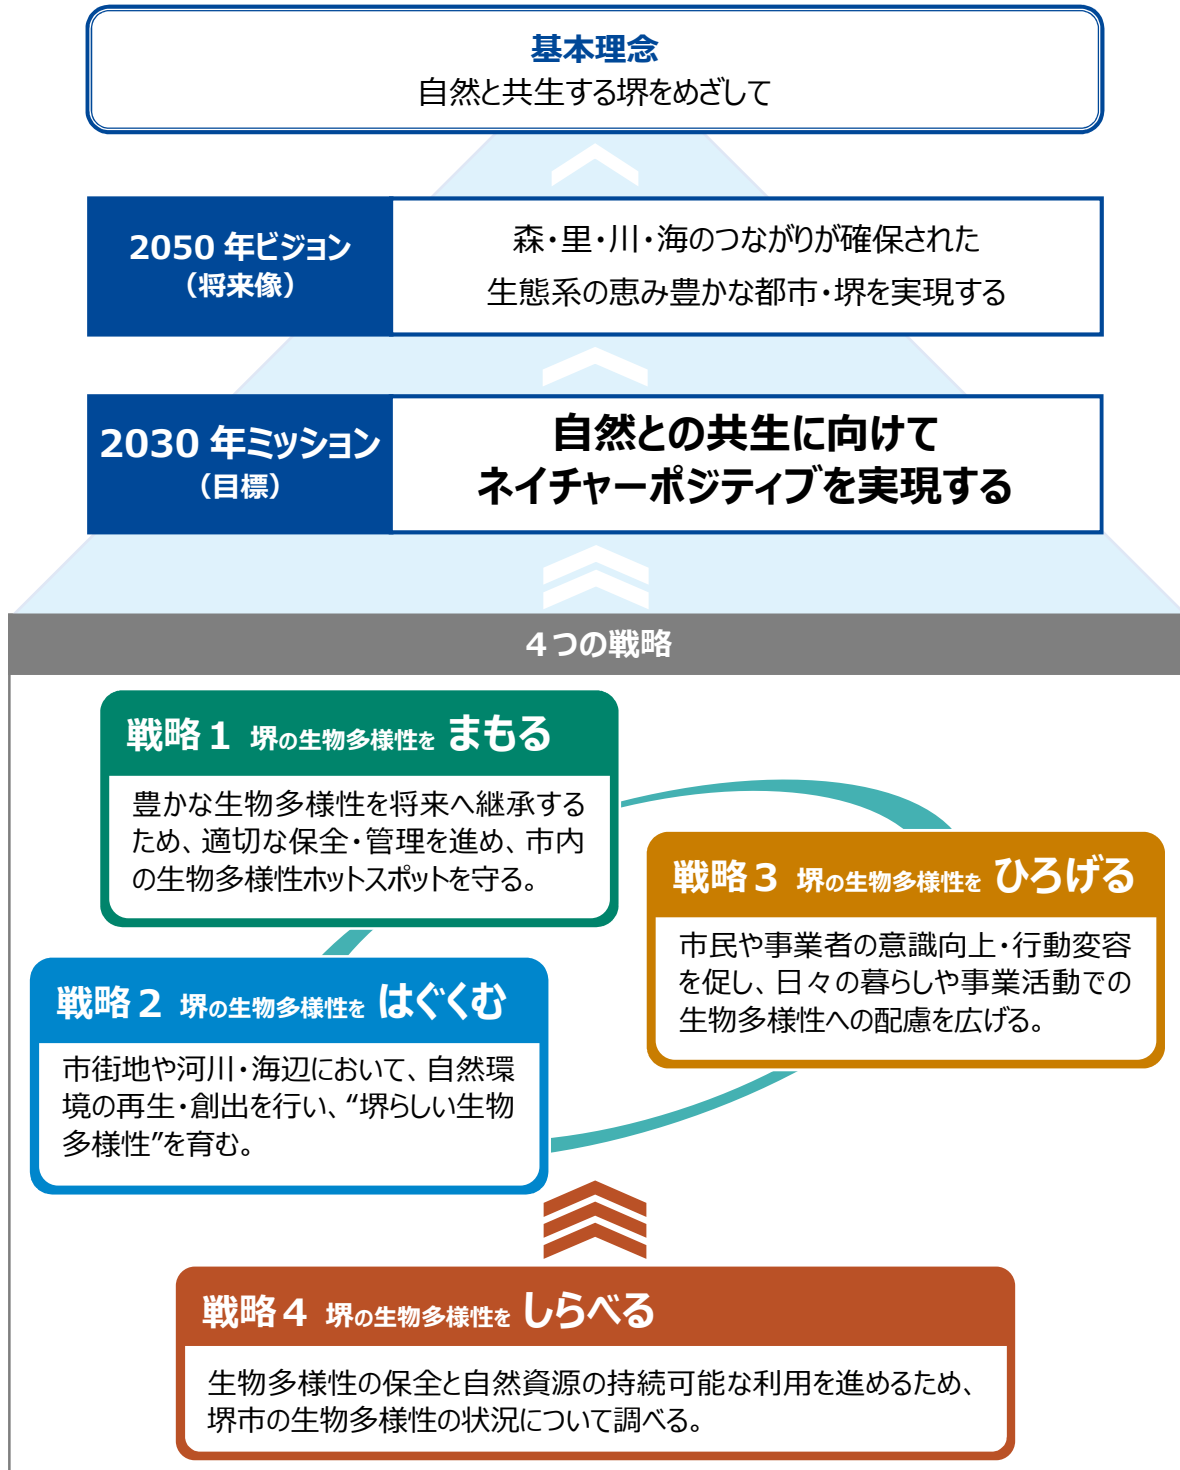 基本理念
自然と共生する堺をめざして
2050 年ビジョン
（将来像）
森・里・川・海のつながりが確保された
生態系の恵み豊かな都市・堺を実現する
2030 年ミッション
（目標）
自然との共生に向けて
ネイチャーポジティブを実現する
４つの戦略
戦略１ 堺の生物多様性を まもる
豊かな生物多様性を将来へ継承する
ため、適切な保全・管理を進め、市内
の生物多様性ホットスポットを守る。
戦略３ 堺の生物多様性を ひろげる
市民や事業者の意識向上・行動変容
を促し、日々の暮らしや事業活動での
生物多様性への配慮を広げる。
戦略２ 堺の生物多様性を はぐくむ
市街地や河川・海辺において、自然環
境の再生・創出を行い、“堺らしい生物
多様性”を育む。
戦略４ 堺の生物多様性を しらべる
生物多様性の保全と自然資源の持続可能な利用を進めるため、
堺市の生物多様性の状況について調べる。